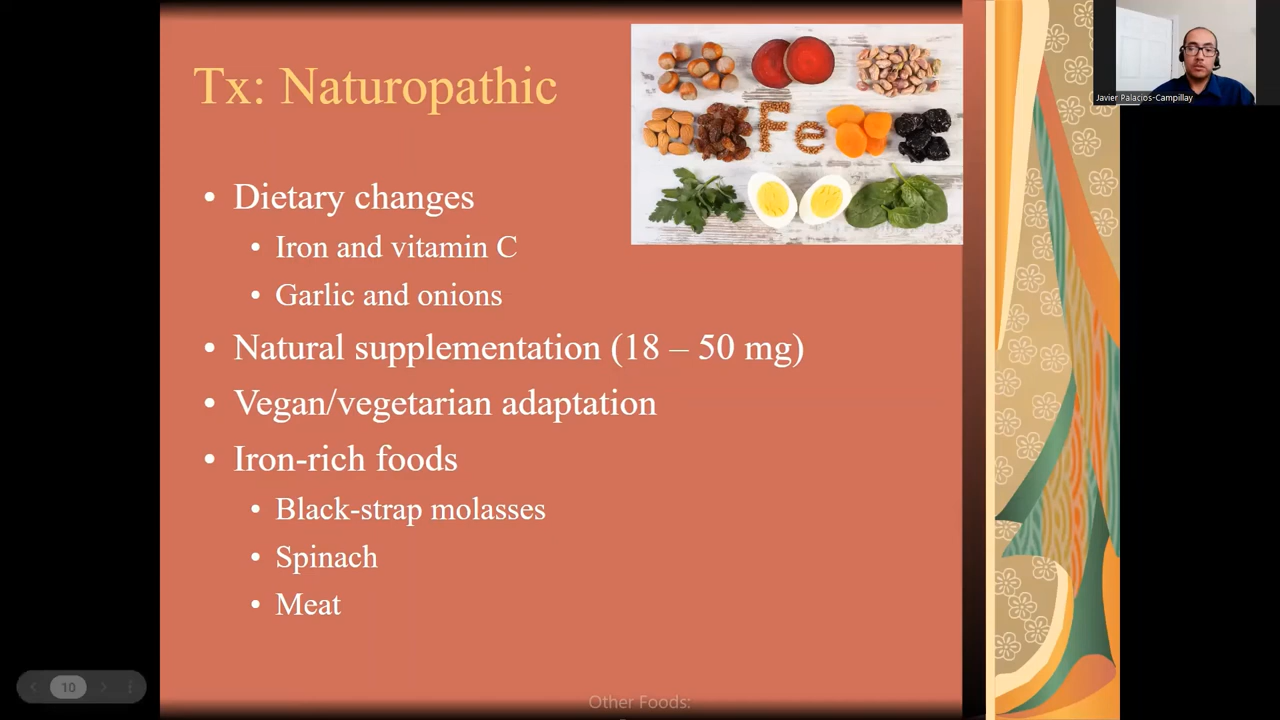 Tx: Naturopathic
Fe
Javier Palacios-Campillay
• Dietary changes
• Iron and vitamin C
• Garlic and onions
• Natural supplementation (18 – 50 mg)
• Vegan/vegetarian adaptation
• Iron-rich foods
• Black-strap molasses
• Spinach
• Meat
10
Other Foods: